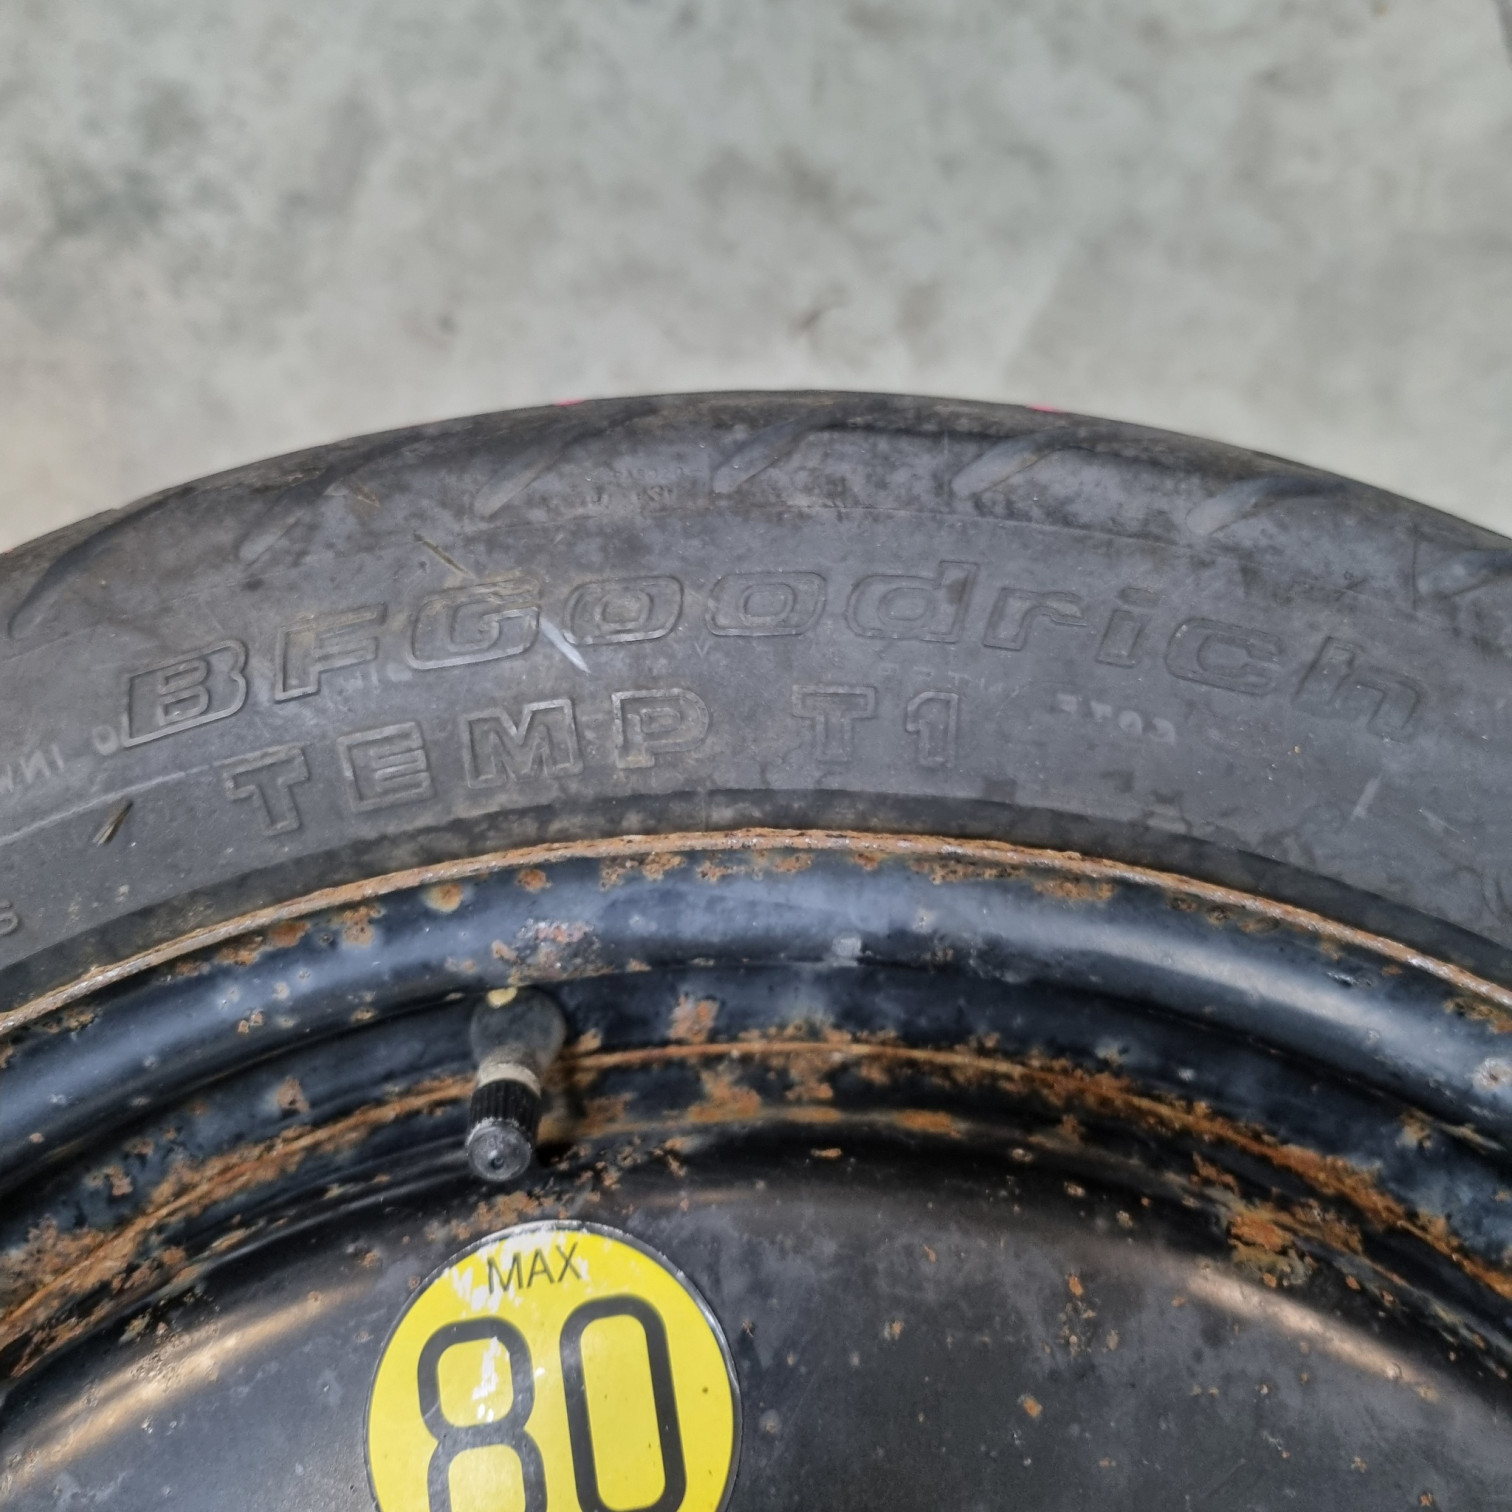 BFGoodrich
TEMP T1
MAX
80